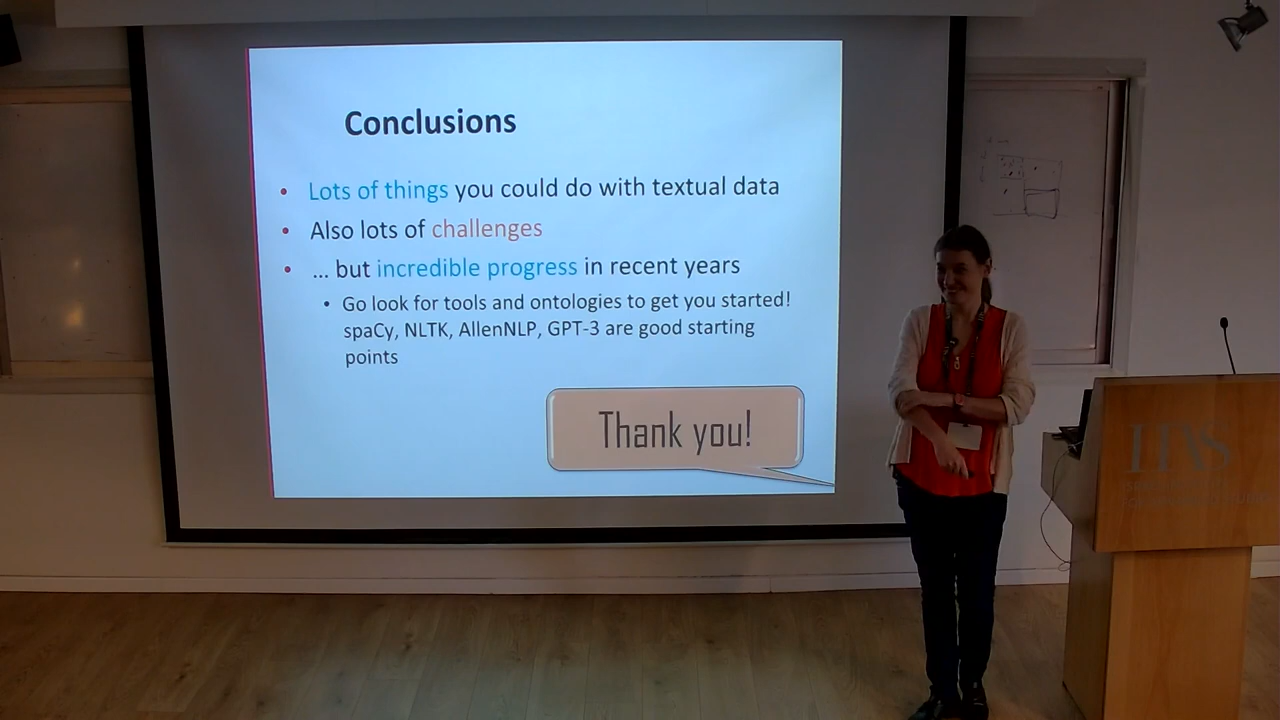 Conclusions
• Lots of things you could do with textual data
• Also lots of challenges
• ... but incredible progress in recent years
• Go look for tools and ontologies to get you started!
spaCy, NLTK, AllenNLP, GPT-3 are good starting
points
Thank you!